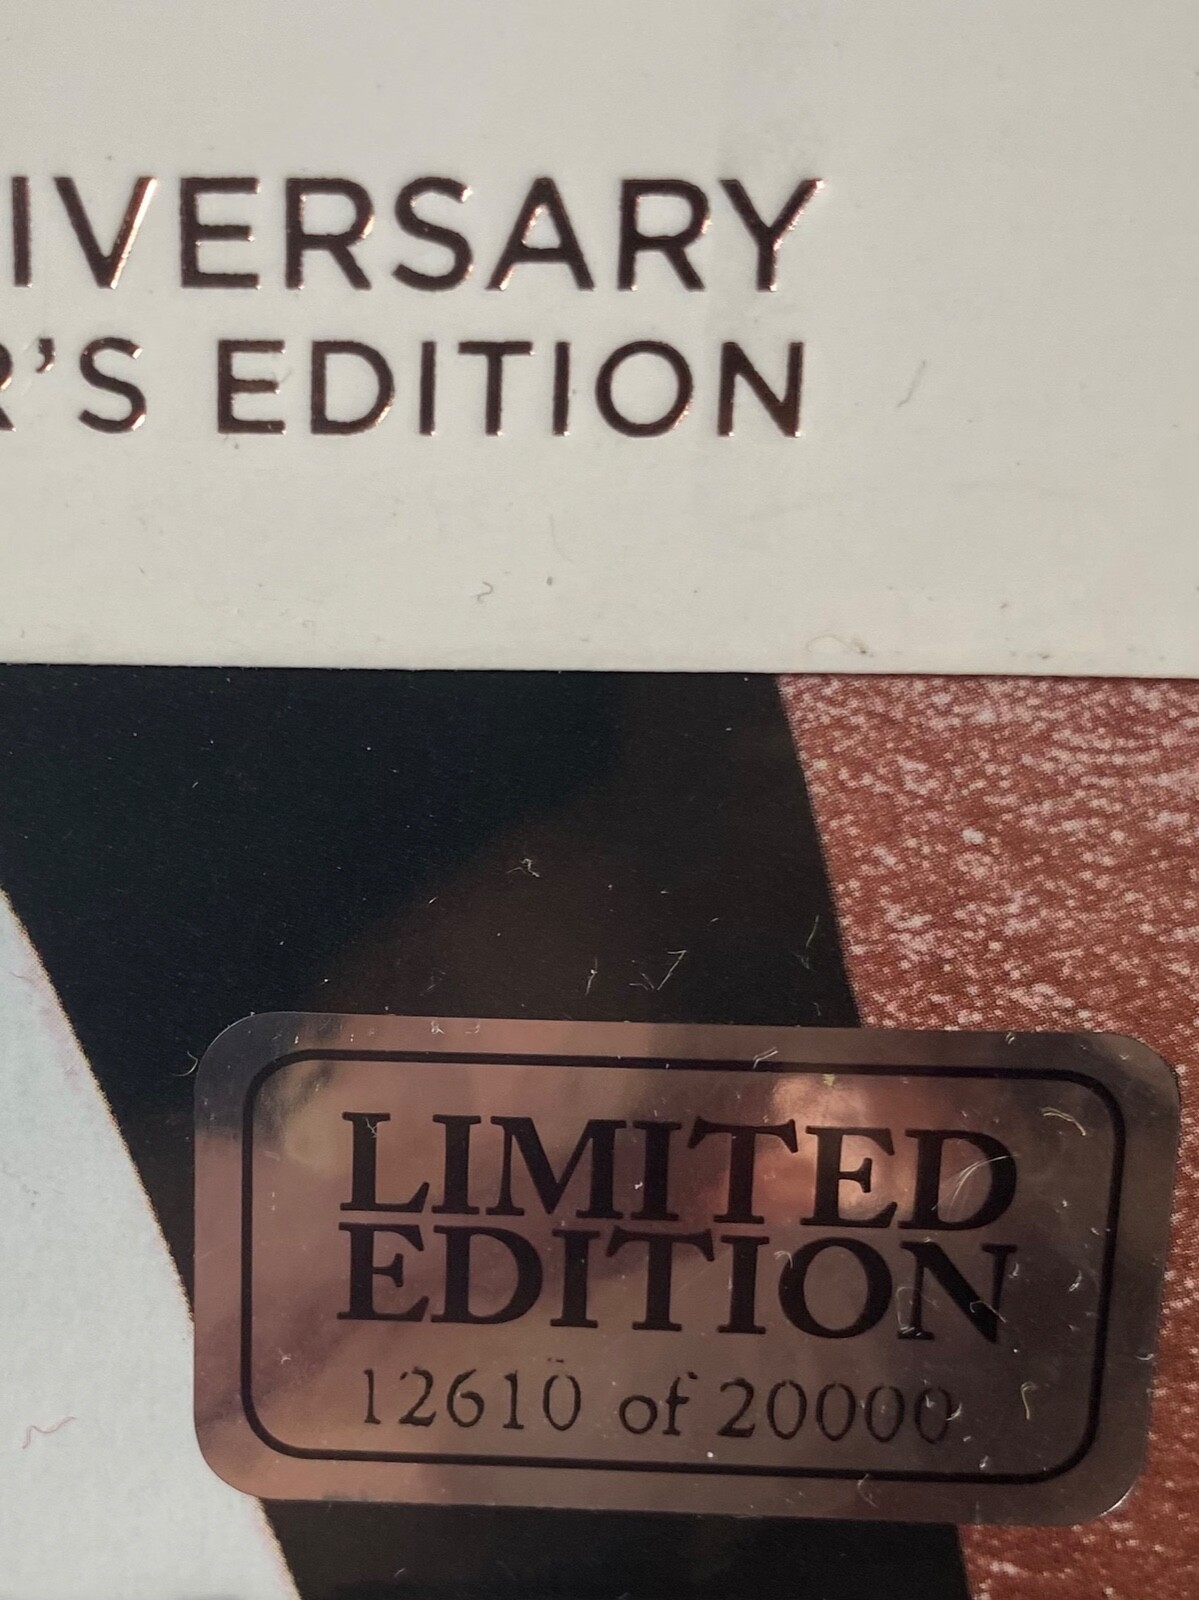 IVERSARY
R'S EDITION
LIMITED
EDITION
12610 of 20000